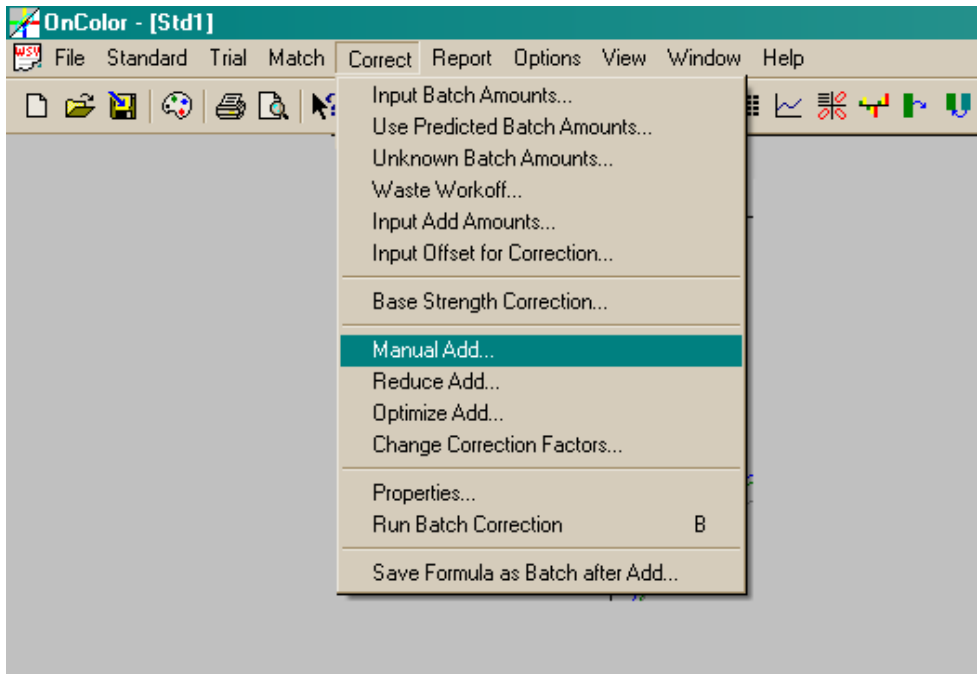 OnColor - [Std1]
File Standard Trial Match Correct Report Options View Window Help
Input Batch Amounts...
Use Predicted Batch Amounts...
Unknown Batch Amounts...
Waste Workoff...
Input Add Amounts...
Input Offset for Correction...
Base Strength Correction...
Manual Add...
Reduce Add...
Optimize Add...
Change Correction Factors...
Properties...
Run Batch Correction B
Save Formula as Batch after Add...